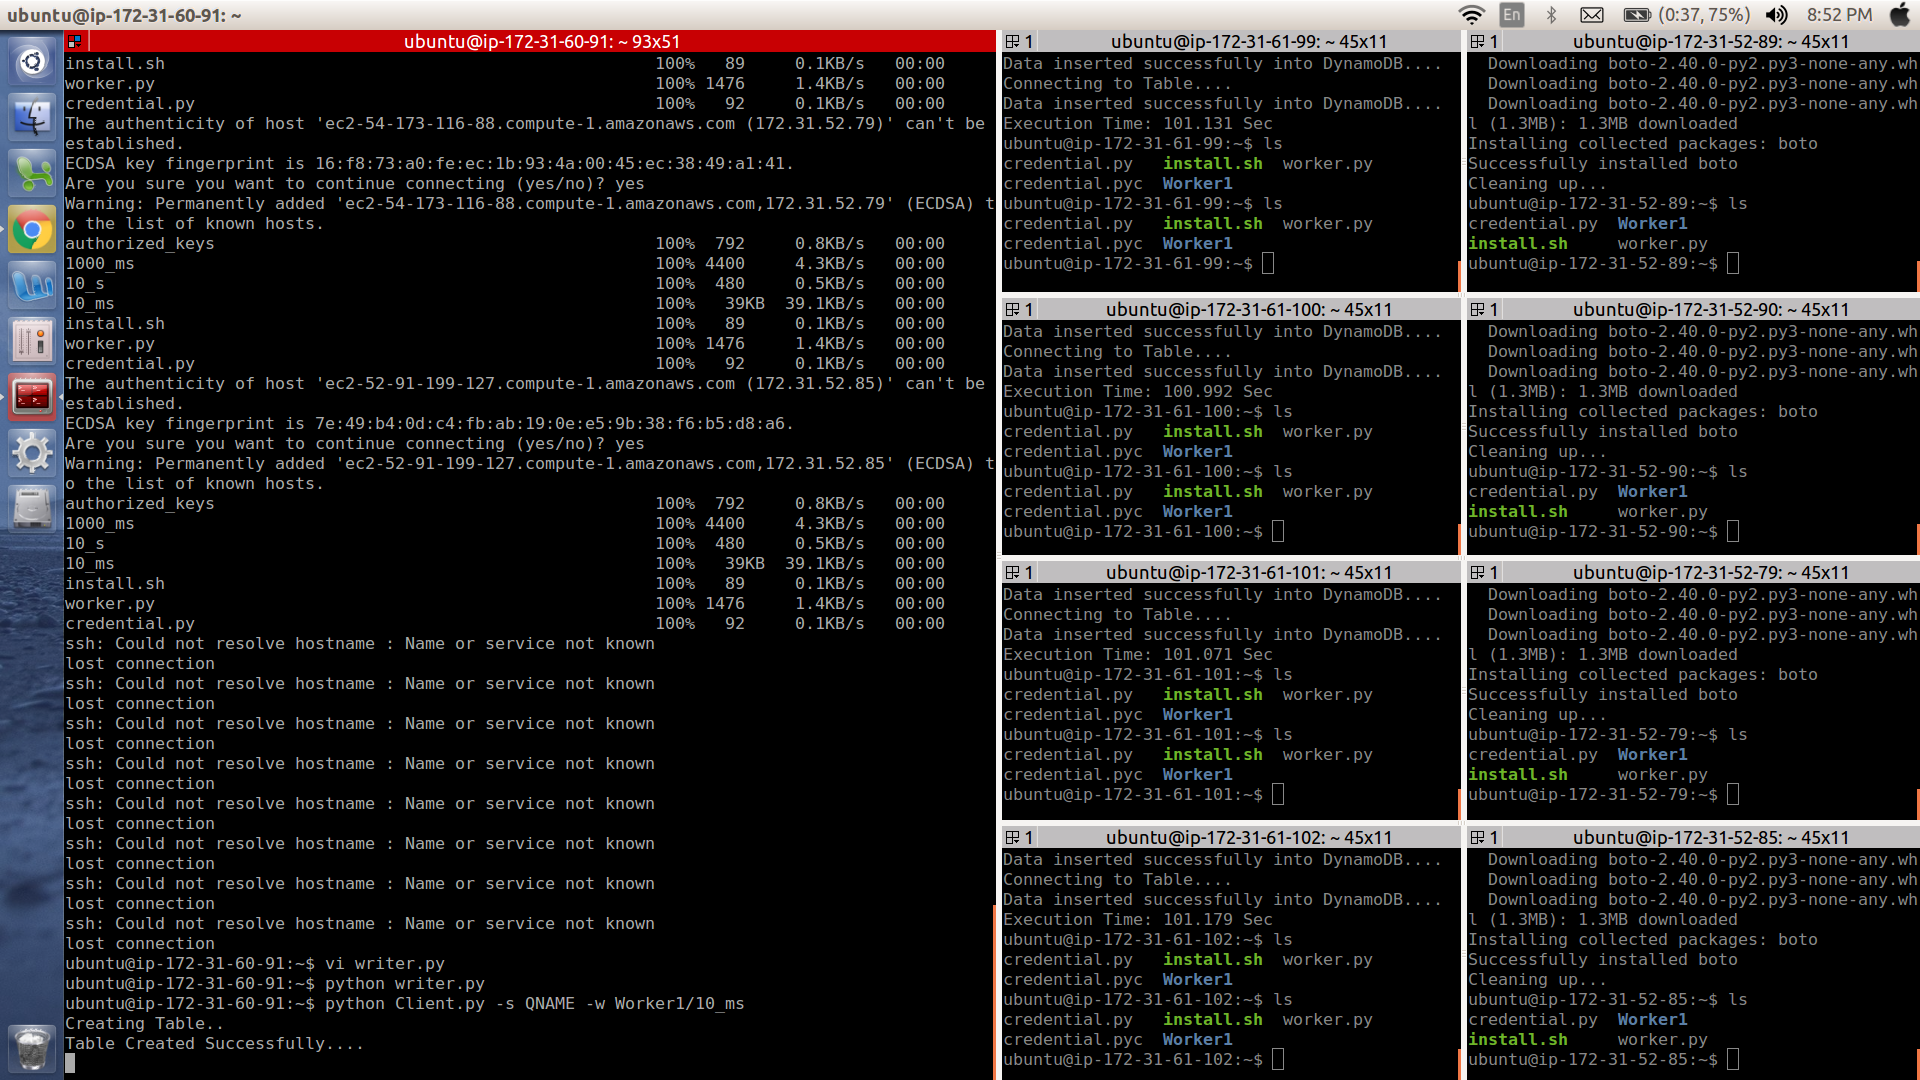 ubuntu@ip-172-31-60-91: ~
En
(0:37, 75%)
8:52 PM
ubuntu@ip-172-31-60-91: ~ 93x51
install.sh 100% 89 0.1KB/s 00:00
worker.py 100% 1476 1.4KB/s 00:00
credential.py 100% 92 0.1KB/s 00:00
The authenticity of host 'ec2-54-173-116-88.compute-1.amazonaws.com (172.31.52.79)' can't be
established.
ECDSA key fingerprint is 16:f8:73:a0:fe:ec:1b:93:4a:00:45:ec:38:49:a1:41.
Are you sure you want to continue connecting (yes/no)? yes
Warning: Permanently added 'ec2-54-173-116-88.compute-1.amazonaws.com,172.31.52.79' (ECDSA) t
o the list of known hosts.
authorized_keys 100% 792 0.8KB/s 00:00
1000_ms 100% 4400 4.3KB/s 00:00
10_s 100% 480 0.5KB/s 00:00
10_ms 100% 39KB 39.1KB/s 00:00
install.sh 100% 89 0.1KB/s 00:00
worker.py 100% 1476 1.4KB/s 00:00
credential.py 100% 92 0.1KB/s 00:00
The authenticity of host 'ec2-52-91-199-127.compute-1.amazonaws.com (172.31.52.85)' can't be
established.
ECDSA key fingerprint is 7e:49:b4:0d:c4:fb:ab:19:0e:e5:9b:38:f6:b5:d8:a6.
Are you sure you want to continue connecting (yes/no)? yes
Warning: Permanently added 'ec2-52-91-199-127.compute-1.amazonaws.com,172.31.52.85' (ECDSA) t
o the list of known hosts.
authorized_keys 100% 792 0.8KB/s 00:00
1000_ms 100% 4400 4.3KB/s 00:00
10_s 100% 480 0.5KB/s 00:00
10_ms 100% 39KB 39.1KB/s 00:00
install.sh 100% 89 0.1KB/s 00:00
worker.py 100% 1476 1.4KB/s 00:00
credential.py 100% 92 0.1KB/s 00:00
ssh: Could not resolve hostname : Name or service not known
lost connection
ssh: Could not resolve hostname : Name or service not known
lost connection
ssh: Could not resolve hostname : Name or service not known
lost connection
ssh: Could not resolve hostname : Name or service not known
lost connection
ssh: Could not resolve hostname : Name or service not known
lost connection
ssh: Could not resolve hostname : Name or service not known
lost connection
ssh: Could not resolve hostname : Name or service not known
lost connection
ssh: Could not resolve hostname : Name or service not known
lost connection
ubuntu@ip-172-31-60-91:~$ vi writer.py
ubuntu@ip-172-31-60-91:~$ python writer.py
ubuntu@ip-172-31-60-91:~$ python Client.py -s QNAME -w Worker1/10_ms
Creating Table..
Table Created Successfully....
1 ubuntu@ip-172-31-61-99: ~ 45x11
Data inserted successfully into DynamoDB....
Connecting to Table....
Data inserted successfully into DynamoDB....
Execution Time: 101.131 Sec
ubuntu@ip-172-31-61-99:~$ ls
credential.py install.sh worker.py
credential.pyc Worker1
ubuntu@ip-172-31-61-99:~$ ls
credential.py install.sh worker.py
credential.pyc Worker1
ubuntu@ip-172-31-61-99:~$
1 ubuntu@ip-172-31-61-100: ~ 45x11
Data inserted successfully into DynamoDB....
Connecting to Table....
Data inserted successfully into DynamoDB....
Execution Time: 100.992 Sec
ubuntu@ip-172-31-61-100:~$ ls
credential.py install.sh worker.py
credential.pyc Worker1
ubuntu@ip-172-31-61-100:~$ ls
credential.py install.sh worker.py
credential.pyc Worker1
ubuntu@ip-172-31-61-100:~$
1 ubuntu@ip-172-31-61-101: ~ 45x11
Data inserted successfully into DynamoDB....
Connecting to Table....
Data inserted successfully into DynamoDB....
Execution Time: 101.071 Sec
ubuntu@ip-172-31-61-101:~$ ls
credential.py install.sh worker.py
credential.pyc Worker1
ubuntu@ip-172-31-61-101:~$ ls
credential.py install.sh worker.py
credential.pyc Worker1
ubuntu@ip-172-31-61-101:~$
1 ubuntu@ip-172-31-61-102: ~ 45x11
Data inserted successfully into DynamoDB....
Connecting to Table....
Data inserted successfully into DynamoDB....
Execution Time: 101.179 Sec
ubuntu@ip-172-31-61-102:~$ ls
credential.py install.sh worker.py
credential.pyc Worker1
ubuntu@ip-172-31-61-102:~$ ls
credential.py install.sh worker.py
credential.pyc Worker1
ubuntu@ip-172-31-61-102:~$
1 ubuntu@ip-172-31-52-89: ~ 45x11
Downloading boto-2.40.0-py2.py3-none-any.wh
Downloading boto-2.40.0-py2.py3-none-any.wh
Downloading boto-2.40.0-py2.py3-none-any.wh
l (1.3MB): 1.3MB downloaded
Installing collected packages: boto
Successfully installed boto
Cleaning up...
ubuntu@ip-172-31-52-89:~$ ls
credential.py Worker1
install.sh worker.py
ubuntu@ip-172-31-52-89:~$
1 ubuntu@ip-172-31-52-90: ~ 45x11
Downloading boto-2.40.0-py2.py3-none-any.wh
Downloading boto-2.40.0-py2.py3-none-any.wh
Downloading boto-2.40.0-py2.py3-none-any.wh
l (1.3MB): 1.3MB downloaded
Installing collected packages: boto
Successfully installed boto
Cleaning up...
ubuntu@ip-172-31-52-90:~$ ls
credential.py Worker1
install.sh worker.py
ubuntu@ip-172-31-52-90:~$
1 ubuntu@ip-172-31-52-79: ~ 45x11
Downloading boto-2.40.0-py2.py3-none-any.wh
Downloading boto-2.40.0-py2.py3-none-any.wh
Downloading boto-2.40.0-py2.py3-none-any.wh
l (1.3MB): 1.3MB downloaded
Installing collected packages: boto
Successfully installed boto
Cleaning up...
ubuntu@ip-172-31-52-79:~$ ls
credential.py Worker1
install.sh worker.py
ubuntu@ip-172-31-52-79:~$
1 ubuntu@ip-172-31-52-85: ~ 45x11
Downloading boto-2.40.0-py2.py3-none-any.wh
Downloading boto-2.40.0-py2.py3-none-any.wh
Downloading boto-2.40.0-py2.py3-none-any.wh
l (1.3MB): 1.3MB downloaded
Installing collected packages: boto
Successfully installed boto
Cleaning up...
ubuntu@ip-172-31-52-85:~$ ls
credential.py Worker1
install.sh worker.py
ubuntu@ip-172-31-52-85:~$